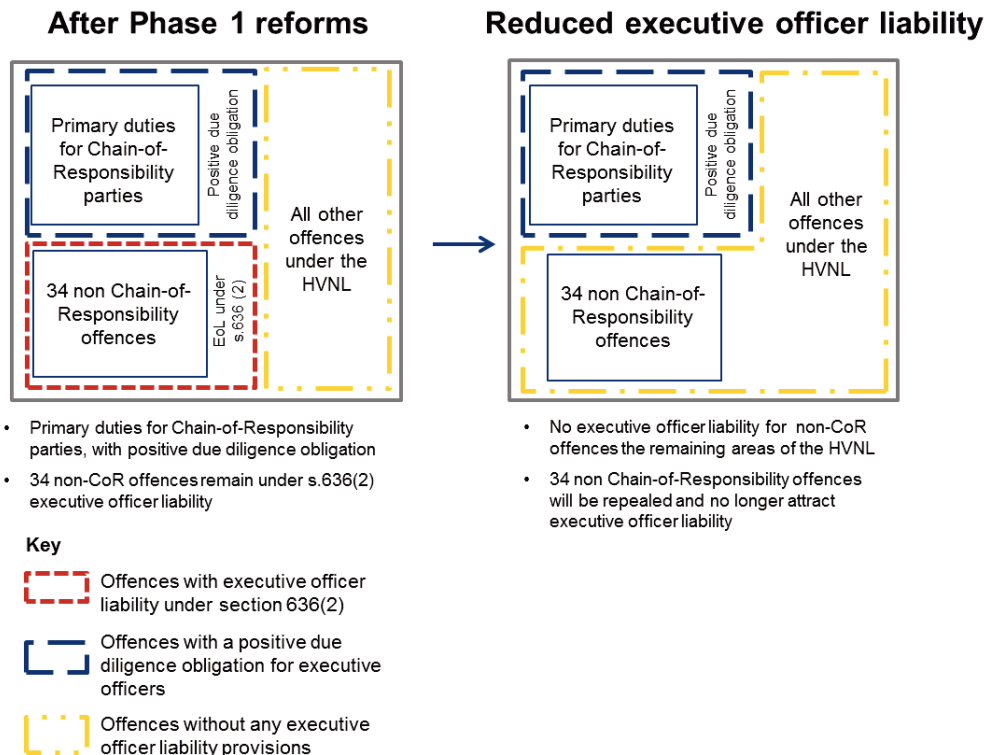 After Phase 1 reforms
Primary duties
for Chain-of-
Responsibility
parties
Positive due
diligence obligation
34 non Chain-of-
Responsibility
offences
EoL under
s.636 (2)
All other
offences
under the
HVNL
• Primary duties for Chain-of-Responsibility
parties, with positive due diligence obligation
• 34 non-CoR offences remain under s.636(2)
executive officer liability
Reduced executive officer liability
Primary duties
for Chain-of-
Responsibility
parties
Positive due
diligence obligation
34 non Chain-of-
Responsibility
offences
All other
offences
under the
HVNL
• No executive officer liability for non-CoR
offences the remaining areas of the HVNL
• 34 non Chain-of-Responsibility offences
will be repealed and no longer attract
executive officer liability
Key
Offences with executive officer
liability under section 636(2)
Offences with a positive due
diligence obligation for executive
officers
Offences without any executive
officer liability provisions